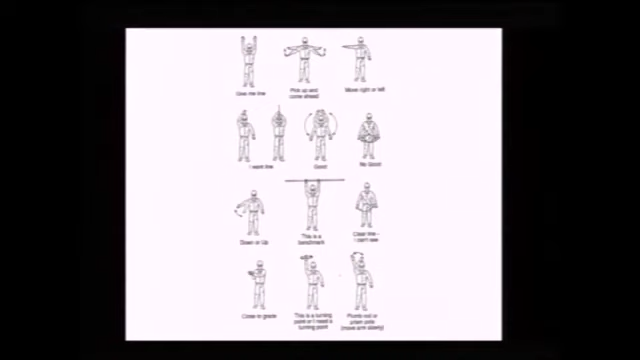 Give me line
Pick up and
come ahead
Move right or left
I want line
Good
No Good
Down or Up
This is a
benchmark
Clear line –
I can't see
Close to grade
This is a turning
point or I need a
turning point
Plumb rod or
prism pole
(move arm slowly)